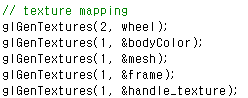 // texture mapping
glGenTextures(2, wheel);
glGenTextures(1, &bodyColor);
glGenTextures(1, &mesh);
glGenTextures(1, &frame);
glGenTextures(1, &handle_texture);